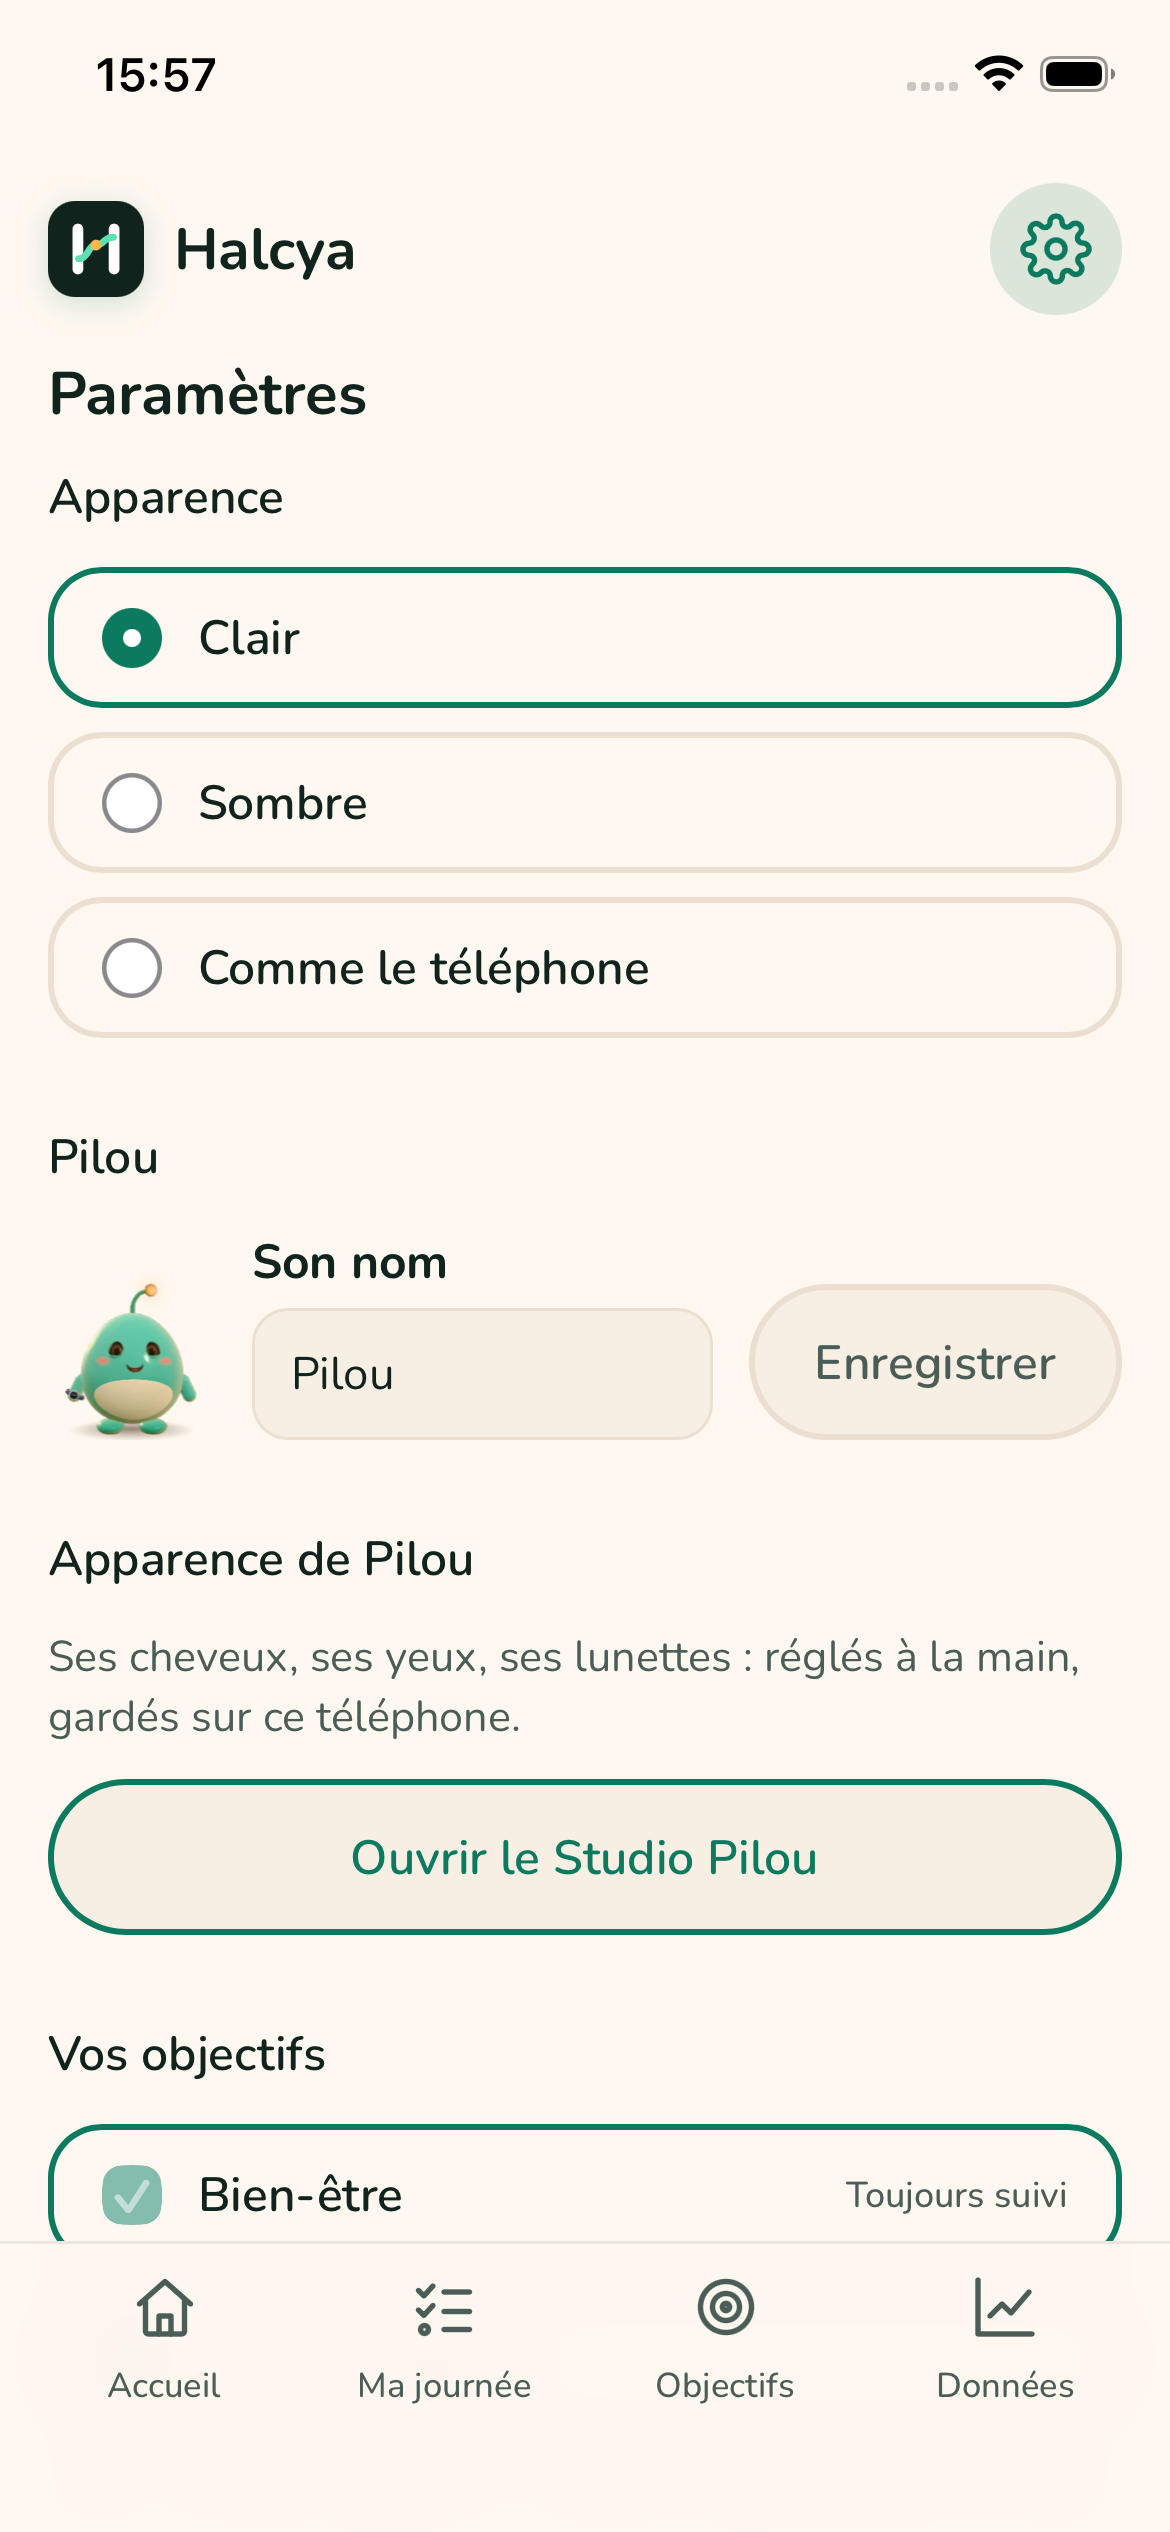 15:57
Halcya
Paramètres
Apparence
Clair
Sombre
Comme le téléphone
Pilou
Son nom
Pilou
Enregistrer
Apparence de Pilou
Ses cheveux, ses yeux, ses lunettes : réglés à la main,
gardés sur ce téléphone.
Ouvrir le Studio Pilou
Vos objectifs
Bien-être
Toujours suivi
Accueil
Ma journée
Objectifs
Données